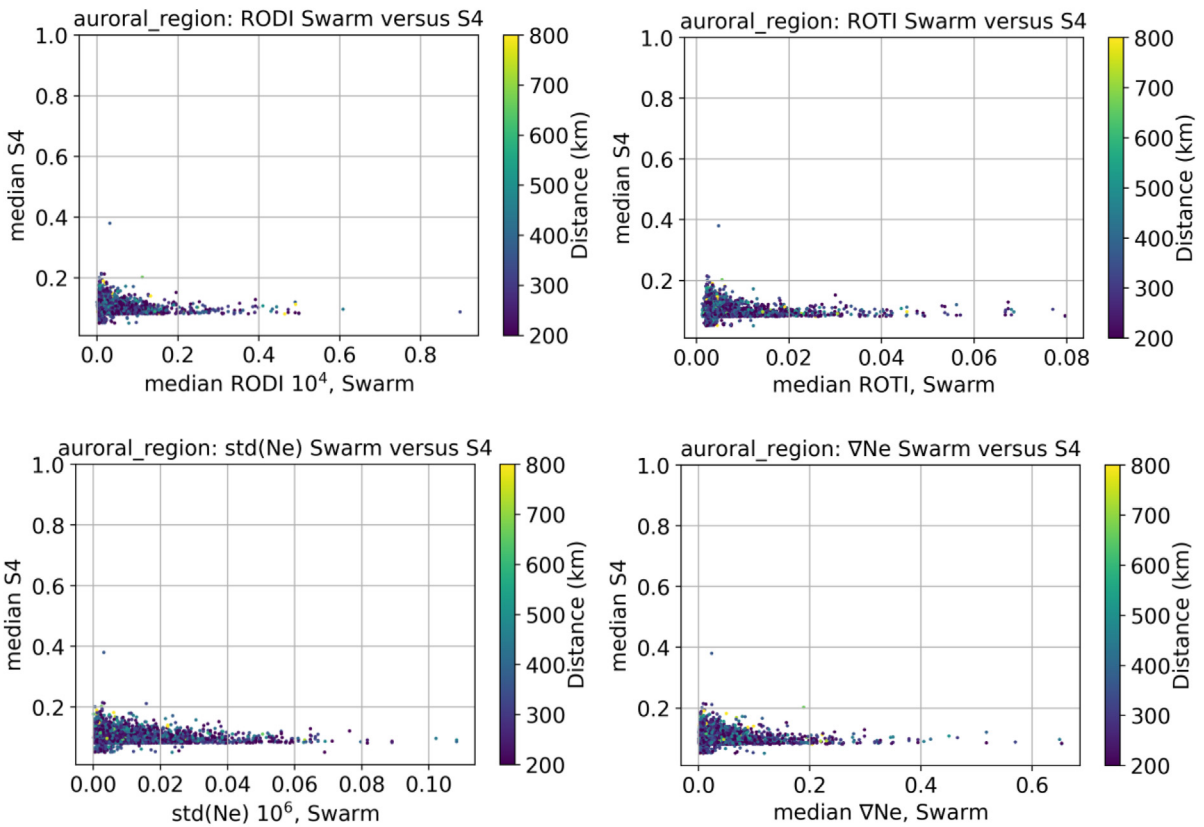 auroral_region: RODI Swarm versus S4
1.0
0.8
0.6
0.4
0.2
median S4
0.0 0.2 0.4 0.6 0.8
median RODI 10⁴, Swarm
800
700
600
500
400
300
200
Distance (km)
auroral_region: ROTI Swarm versus S4
1.0
0.8
0.6
0.4
0.2
median S4
0.00 0.02 0.04 0.06 0.08
median ROTI, Swarm
800
700
600
500
400
300
200
Distance (km)
auroral_region: std(Ne) Swarm versus S4
1.0
0.8
0.6
0.4
0.2
median S4
0.00 0.02 0.04 0.06 0.08 0.10
std(Ne) 10⁶, Swarm
800
700
600
500
400
300
200
Distance (km)
auroral_region: ∇Ne Swarm versus S4
1.0
0.8
0.6
0.4
0.2
median S4
0.0 0.2 0.4 0.6
median ∇Ne, Swarm
800
700
600
500
400
300
200
Distance (km)